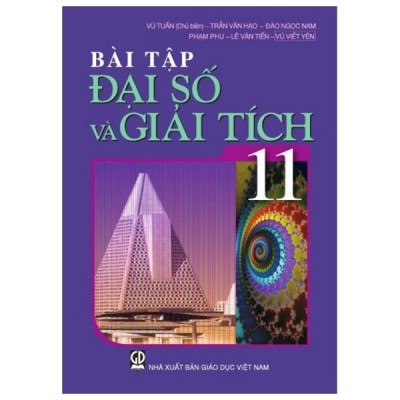 VŨ TUẤN (Chủ biên) – TRẦN VĂN HẠO – ĐÀO NGỌC NAM
PHẠM PHU – LÊ VĂN TIẾN – VŨ VIẾT YÊN
BÀI TẬP
ĐẠI SỐ
VÀ GIẢI TÍCH
11
GD
NHÀ XUẤT BẢN GIÁO DỤC VIỆT NAM